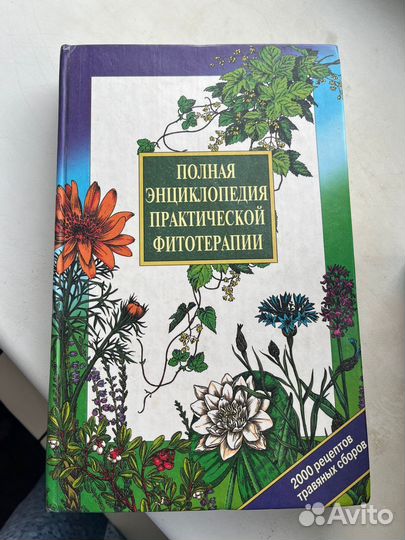 ПОЛНАЯ
ЭНЦИКЛОПЕДИЯ
ПРАКТИЧЕСКОЙ
ФИТОТЕРАПИИ
2000 рецептов
травяных сборов
Avito